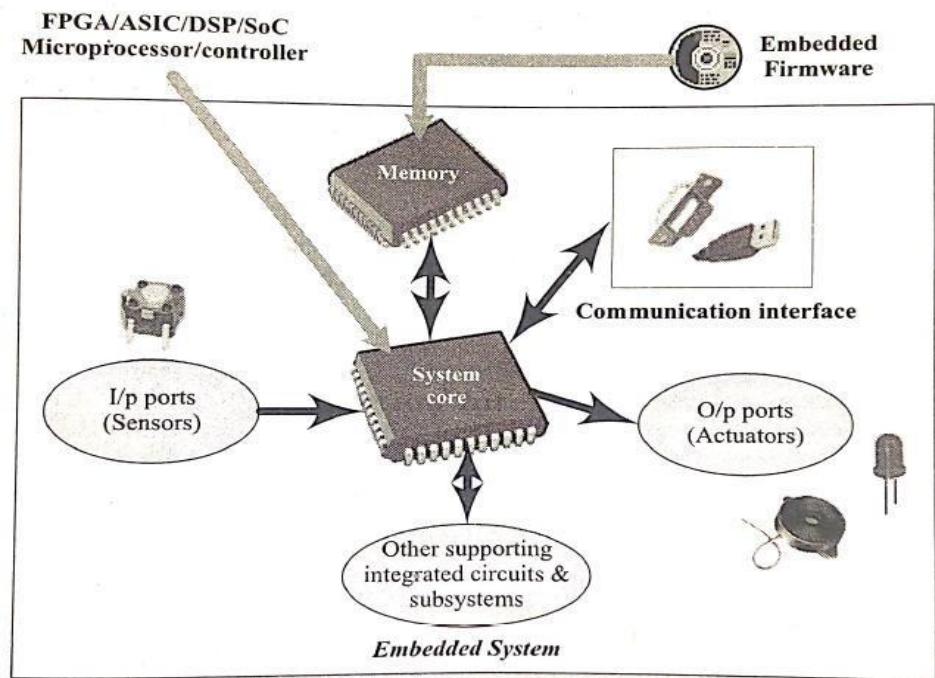 FPGA/ASIC/DSP/SoC
Microprocessor/controller
Embedded
Firmware
Memory
Communication interface
System
core
I/p ports
(Sensors)
O/p ports
(Actuators)
Other supporting
integrated circuits &
subsystems
Embedded System